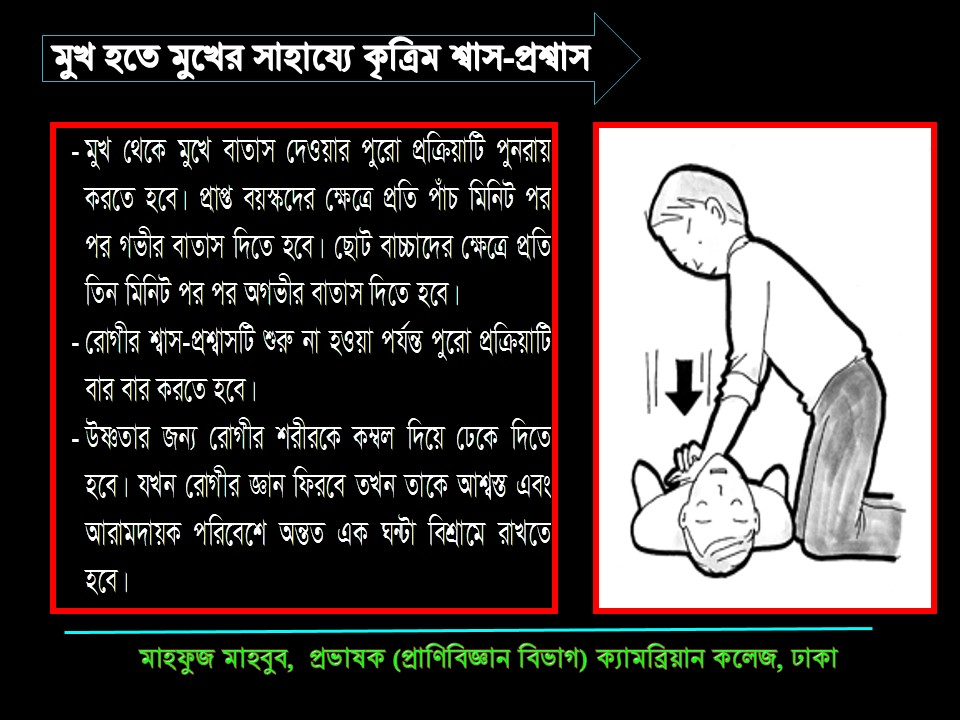 মুখ হতে মুখের সাহায্যে কৃত্রিম শ্বাস-প্রশ্বাস
- মুখ থেকে মুখে বাতাস দেওয়ার পুরো প্রক্রিয়াটি পুনরায়
করতে হবে। প্রাপ্ত বয়স্কদের ক্ষেত্রে প্রতি পাঁচ মিনিট পর
পর গভীর বাতাস দিতে হবে। ছোট বাচ্চাদের ক্ষেত্রে প্রতি
তিন মিনিট পর পর অগভীর বাতাস দিতে হবে।
- রোগীর শ্বাস-প্রশ্বাসটি শুরু না হওয়া পর্যন্ত পুরো প্রক্রিয়াটি
বার বার করতে হবে।
- উষ্ণতার জন্য রোগীর শরীরকে কম্বল দিয়ে ঢেকে দিতে
হবে। যখন রোগীর জ্ঞান ফিরবে তখন তাকে আশ্বস্ত এবং
আরামদায়ক পরিবেশে অন্তত এক ঘন্টা বিশ্রামে রাখতে
হবে।
মাহফুজ মাহবুব, প্রভাষক (প্রাণিবিজ্ঞান বিভাগ) ক্যামব্রিয়ান কলেজ, ঢাকা